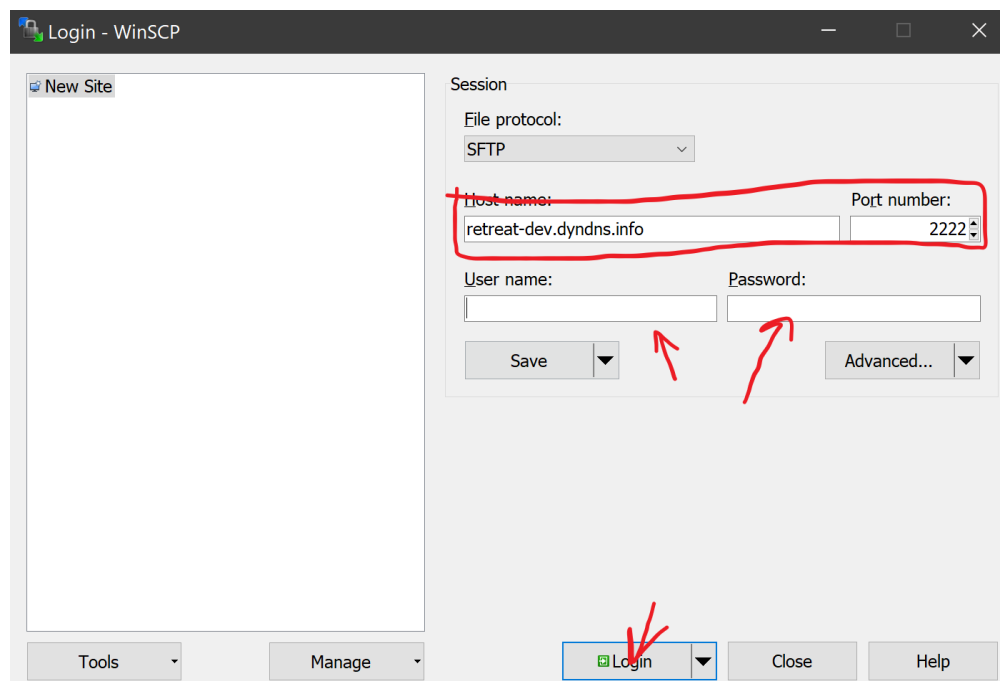 Login - WinSCP
New Site
Session
File protocol:
SFTP
Host name: Port number:
retreat-dev.dyndns.info 2222
User name: Password:
Save Advanced...
Tools Manage Login Close Help